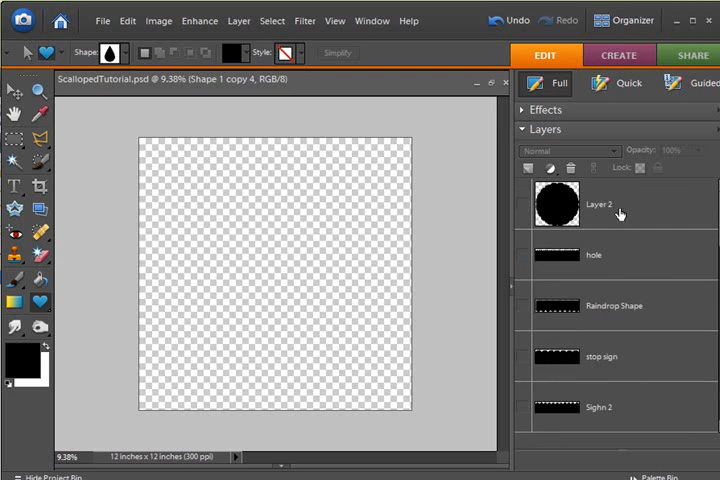 File Edit Image Enhance Layer Select Filter View Window Help Undo Redo Organizer
Shape: Style: Simplify EDIT CREATE SHARE
ScallopedTutorial.psd @ 9.38% (Shape 1 copy 4, RGB/8)
Full Quick Guided
Effects
Layers
Normal Opacity: 100%
Lock:
Layer 2
hole
Raindrop Shape
stop sign
Sighn 2
9.38% 12 inches x 12 inches (300 ppi)
Hide Project Bin Palette Bin